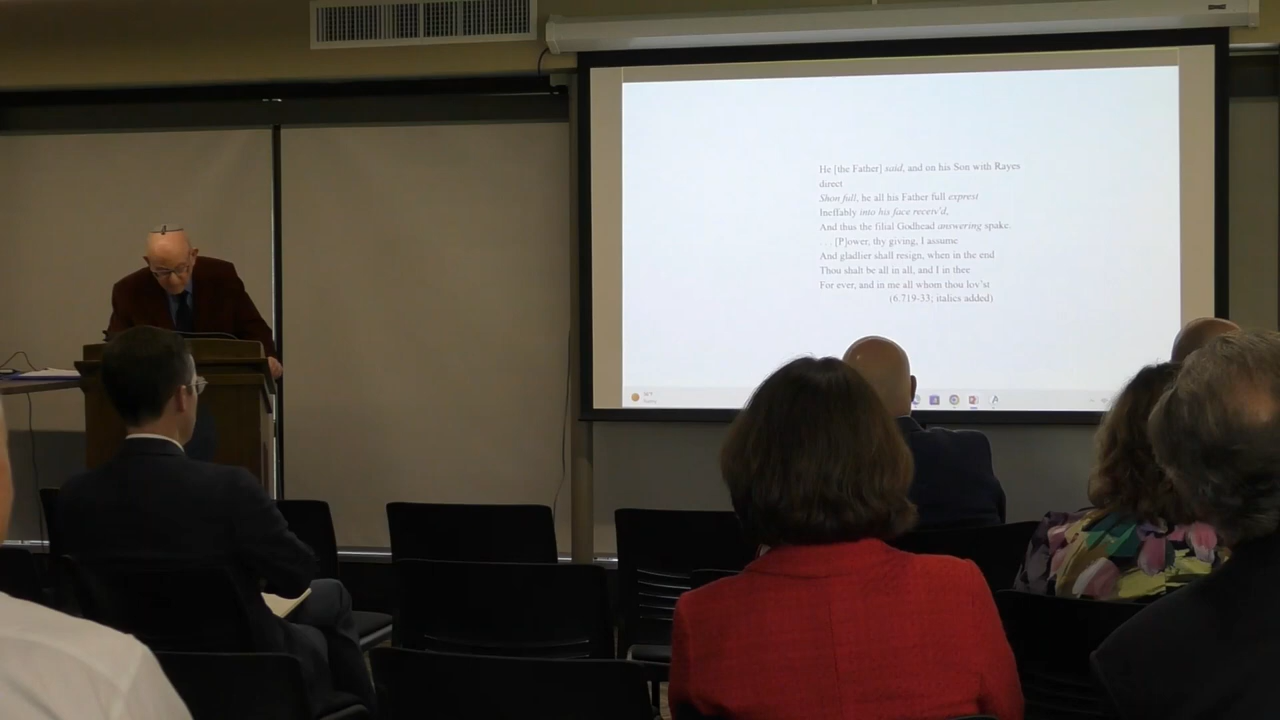 He [the Father] said, and on his Son with Rayes
direct
Shon full, he all his Father full exprest
Ineffably into his face receiv'd,
And thus the filial Godhead answering spake.
. . . [P]ower, thy giving, I assume
And gladlier shall resign, when in the end
Thou shalt be all in all, and I in thee
For ever, and in me all whom thou lov'st
(6.719-33; italics added)